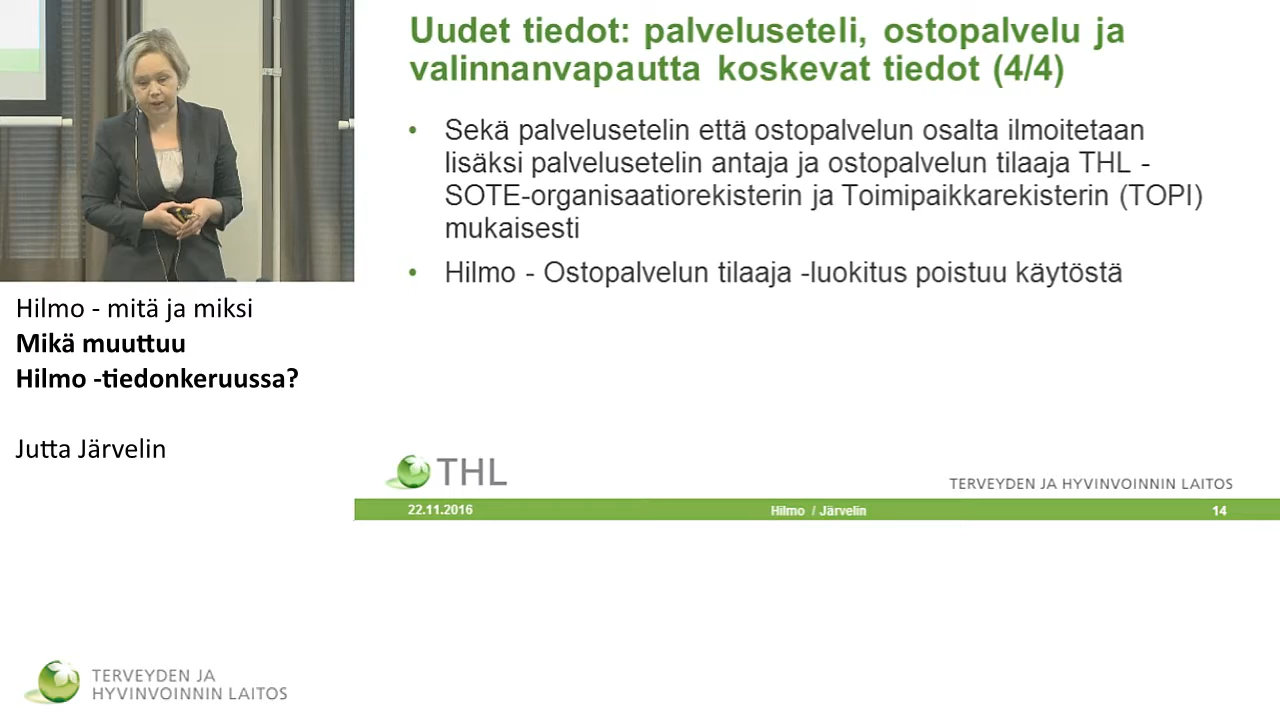 Uudet tiedot: palveluseteli, ostopalvelu ja
valinnanvapautta koskevat tiedot (4/4)
• Sekä palvelusetelin että ostopalvelun osalta ilmoitetaan
lisäksi palvelusetelin antaja ja ostopalvelun tilaaja THL -
SOTE-organisaatiorekisterin ja Toimipaikkarekisterin (TOPI)
mukaisesti
• Hilmo - Ostopalvelun tilaaja -luokitus poistuu käytöstä
Hilmo - mitä ja miksi
Mikä muuttuu
Hilmo -tiedonkeruussa?
Jutta Järvelin
THL
TERVEYDEN JA HYVINVOINNIN LAITOS
22.11.2016 Hilmo / Järvelin 14
TERVEYDEN JA
HYVINVOINNIN LAITOS